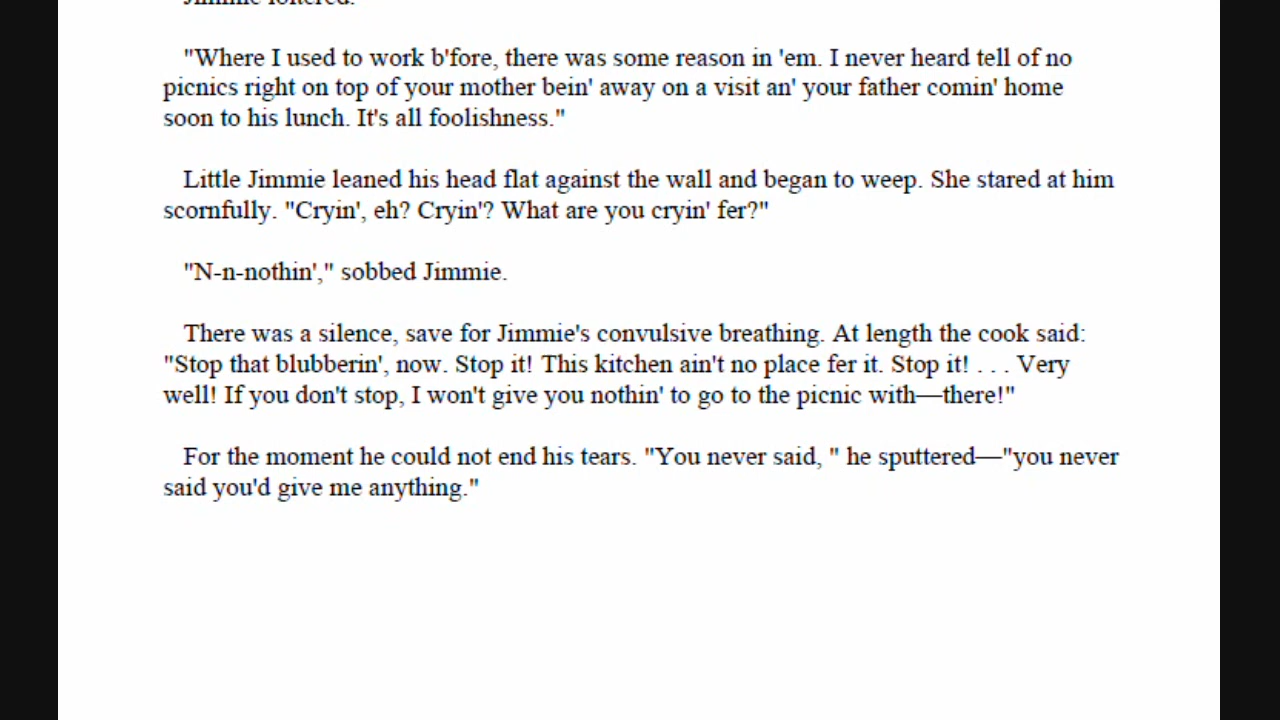 Jimmie loitered.
"Where I used to work b'fore, there was some reason in 'em. I never heard tell of no
picnics right on top of your mother bein' away on a visit an' your father comin' home
soon to his lunch. It's all foolishness."
Little Jimmie leaned his head flat against the wall and began to weep. She stared at him
scornfully. "Cryin', eh? Cryin'? What are you cryin' fer?"
"N-n-nothin'," sobbed Jimmie.
There was a silence, save for Jimmie's convulsive breathing. At length the cook said:
"Stop that blubberin', now. Stop it! This kitchen ain't no place fer it. Stop it! . . . Very
well! If you don't stop, I won't give you nothin' to go to the picnic with—there!"
For the moment he could not end his tears. "You never said, " he sputtered—"you never
said you'd give me anything."